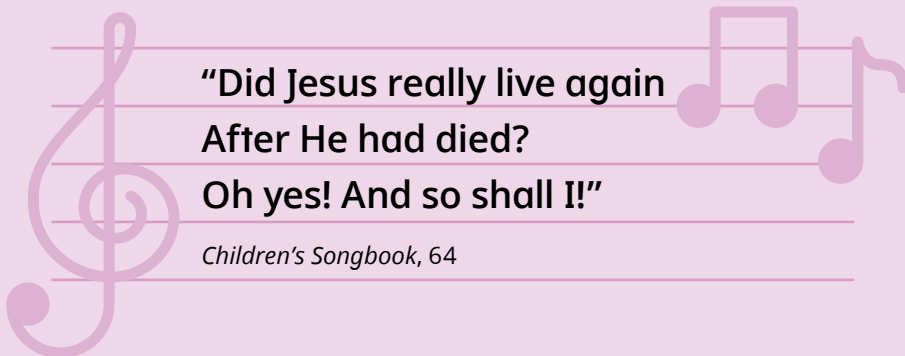 “Did Jesus really live again
After He had died?
Oh yes! And so shall I!”
Children’s Songbook, 64